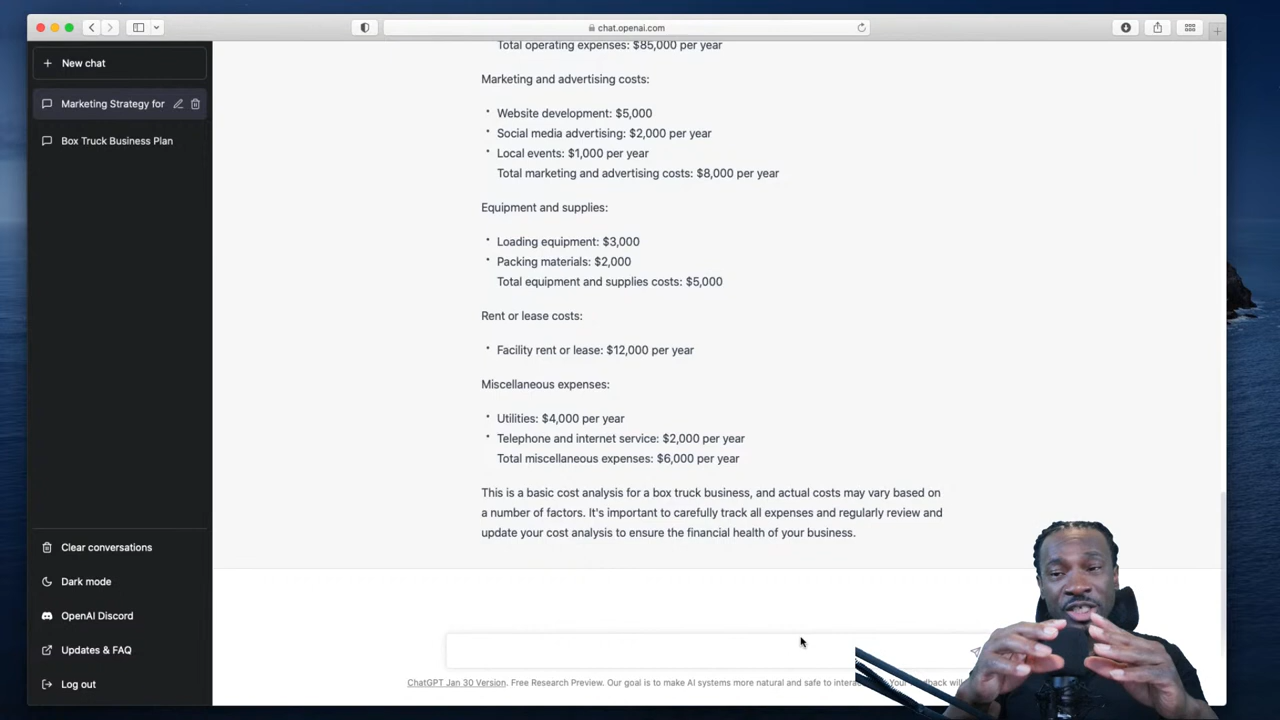 chat.openai.com
New chat
Marketing Strategy for
Box Truck Business Plan
Total operating expenses: $85,000 per year
Marketing and advertising costs:
Website development: $5,000
Social media advertising: $2,000 per year
Local events: $1,000 per year
Total marketing and advertising costs: $8,000 per year
Equipment and supplies:
Loading equipment: $3,000
Packing materials: $2,000
Total equipment and supplies costs: $5,000
Rent or lease costs:
Facility rent or lease: $12,000 per year
Miscellaneous expenses:
Utilities: $4,000 per year
Telephone and internet service: $2,000 per year
Total miscellaneous expenses: $6,000 per year
This is a basic cost analysis for a box truck business, and actual costs may vary based on
a number of factors. It's important to carefully track all expenses and regularly review and
update your cost analysis to ensure the financial health of your business.
Clear conversations
Dark mode
OpenAI Discord
Updates & FAQ
Log out
ChatGPT Jan 30 Version. Free Research Preview. Our goal is to make AI systems more natural and safe to interact. Your feedback will